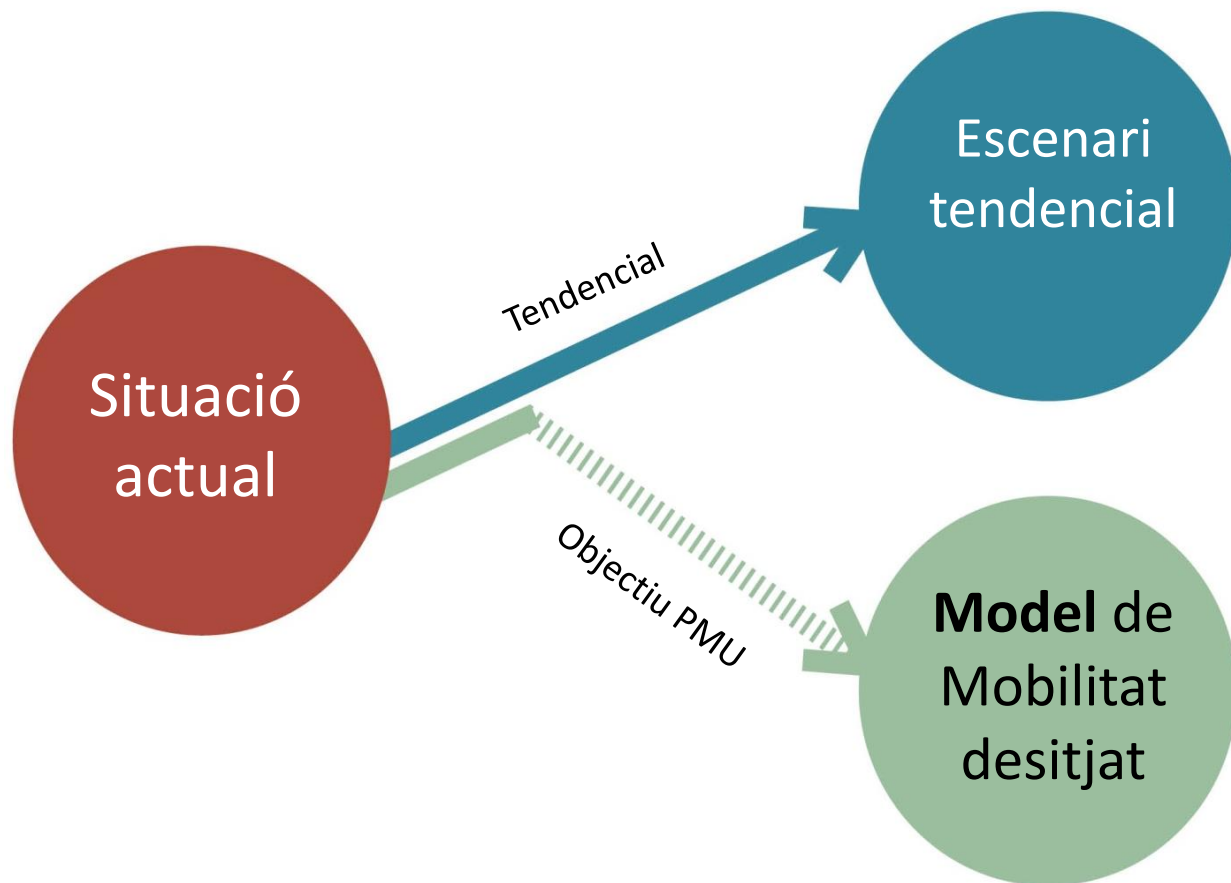 Situació
actual
Tendencial
Escenari
tendencial
Objectiu PMU
Model de
Mobilitat
desitjat